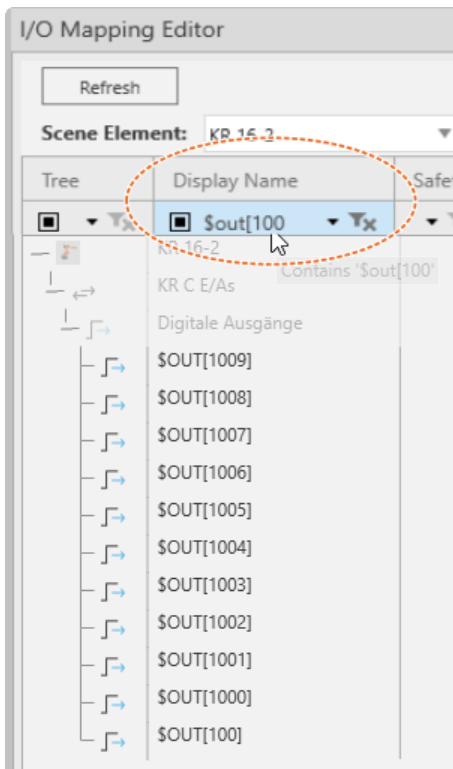 I/O Mapping Editor
Refresh
Scene Element: KR 16-2
Tree Display Name Safe
$out[100
KR 16-2
Contains '$out[100'
KR C E/As
Digitale Ausgänge
$OUT[1009]
$OUT[1008]
$OUT[1007]
$OUT[1006]
$OUT[1005]
$OUT[1004]
$OUT[1003]
$OUT[1002]
$OUT[1001]
$OUT[1000]
$OUT[100]